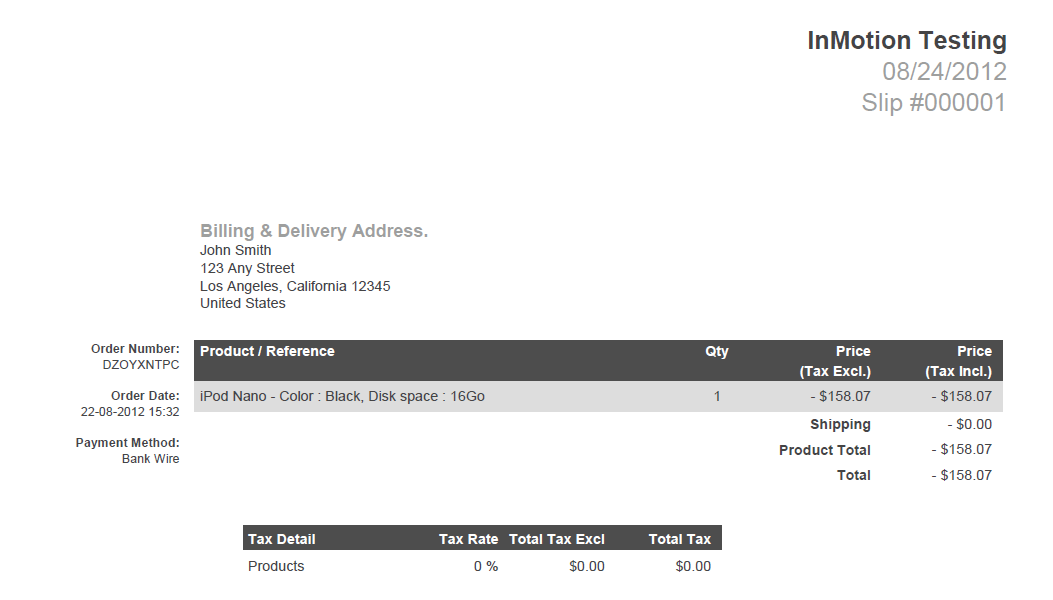 InMotion Testing
08/24/2012
Slip #000001
Billing & Delivery Address.
John Smith
123 Any Street
Los Angeles, California 12345
United States
Order Number:
DZOYXNTPC
Order Date:
22-08-2012 15:32
Payment Method:
Bank Wire
Product / Reference Qty Price (Tax Excl.) Price (Tax Incl.)
iPod Nano - Color : Black, Disk space : 16Go 1 - $158.07 - $158.07
Shipping - $0.00
Product Total - $158.07
Total - $158.07
Tax Detail Tax Rate Total Tax Excl Total Tax
Products 0 % $0.00 $0.00